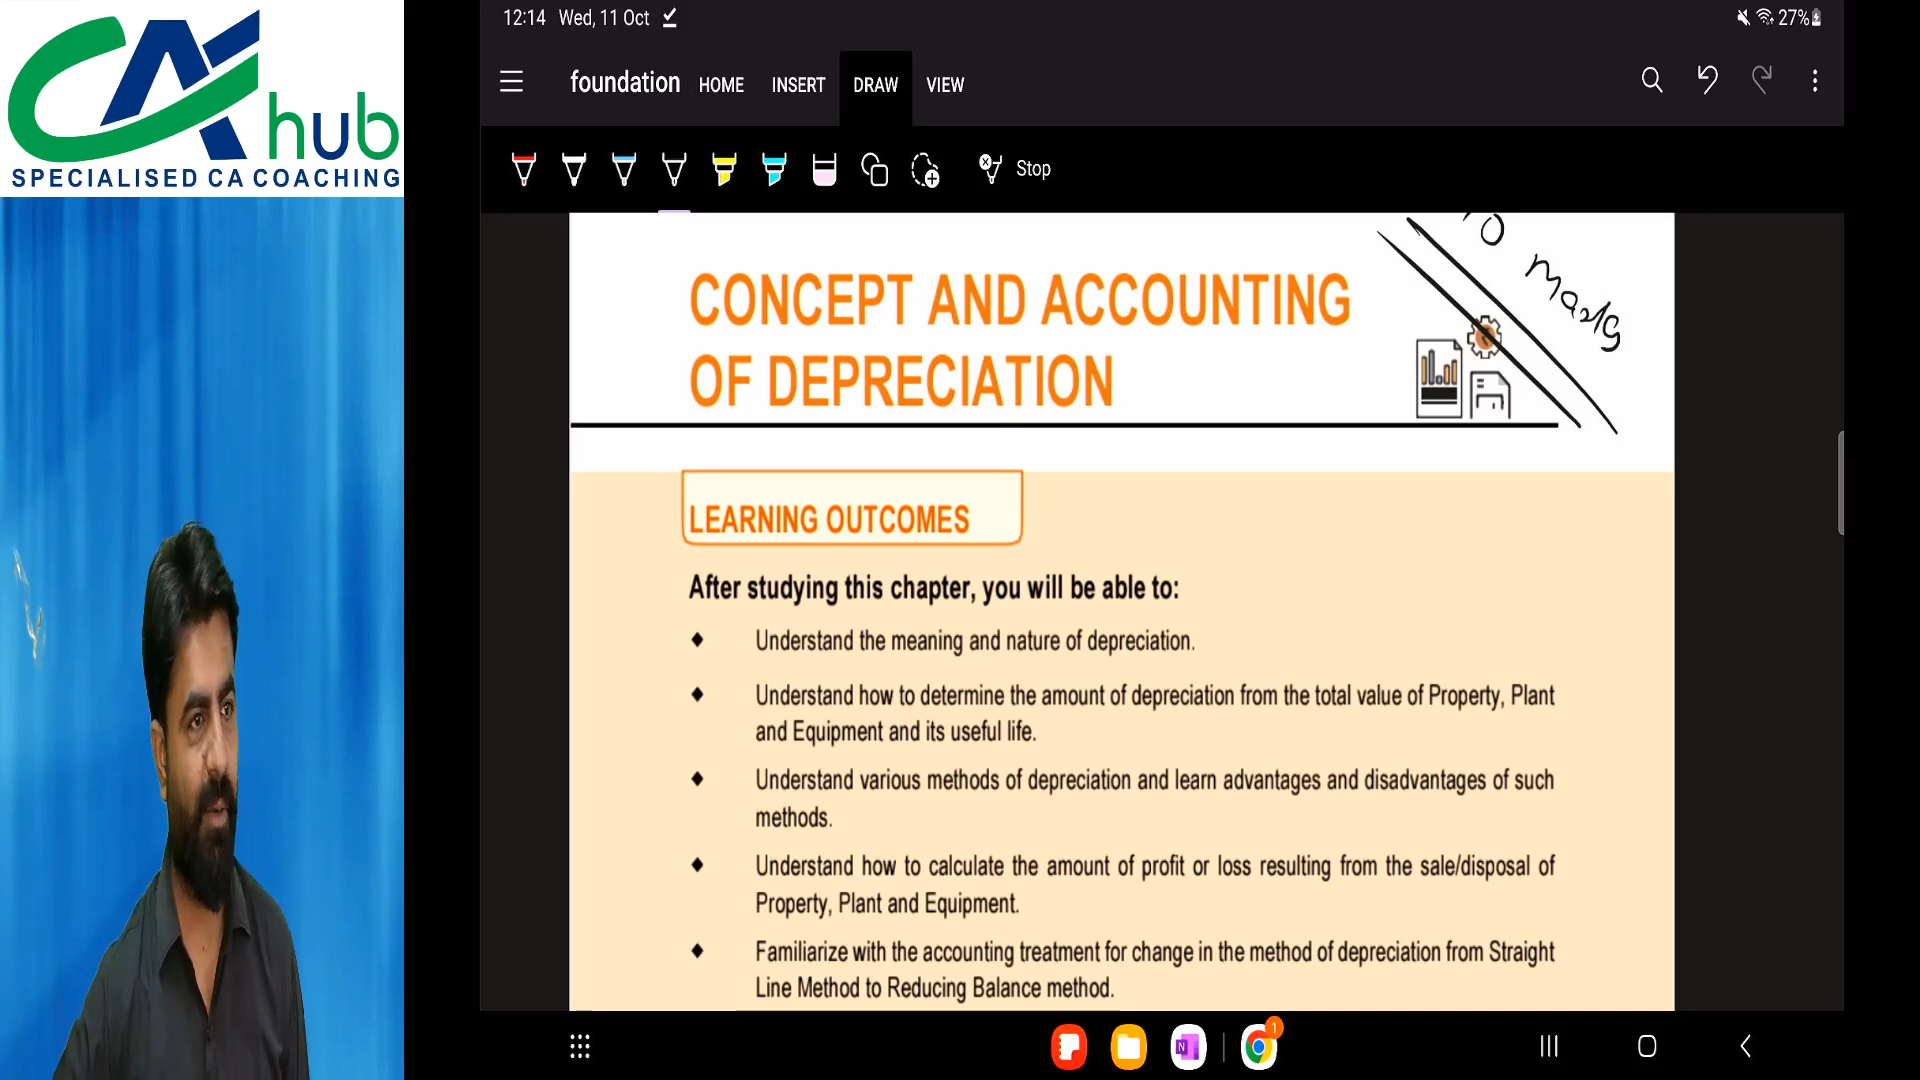 CA hub
SPECIALISED CA COACHING
12:14 Wed, 11 Oct
27%
foundation HOME INSERT DRAW VIEW
Stop
10 marks
CONCEPT AND ACCOUNTING
OF DEPRECIATION
LEARNING OUTCOMES
After studying this chapter, you will be able to:
Understand the meaning and nature of depreciation.
Understand how to determine the amount of depreciation from the total value of Property, Plant
and Equipment and its useful life.
Understand various methods of depreciation and learn advantages and disadvantages of such
methods.
Understand how to calculate the amount of profit or loss resulting from the sale/disposal of
Property, Plant and Equipment.
Familiarize with the accounting treatment for change in the method of depreciation from Straight
Line Method to Reducing Balance method.
N
1